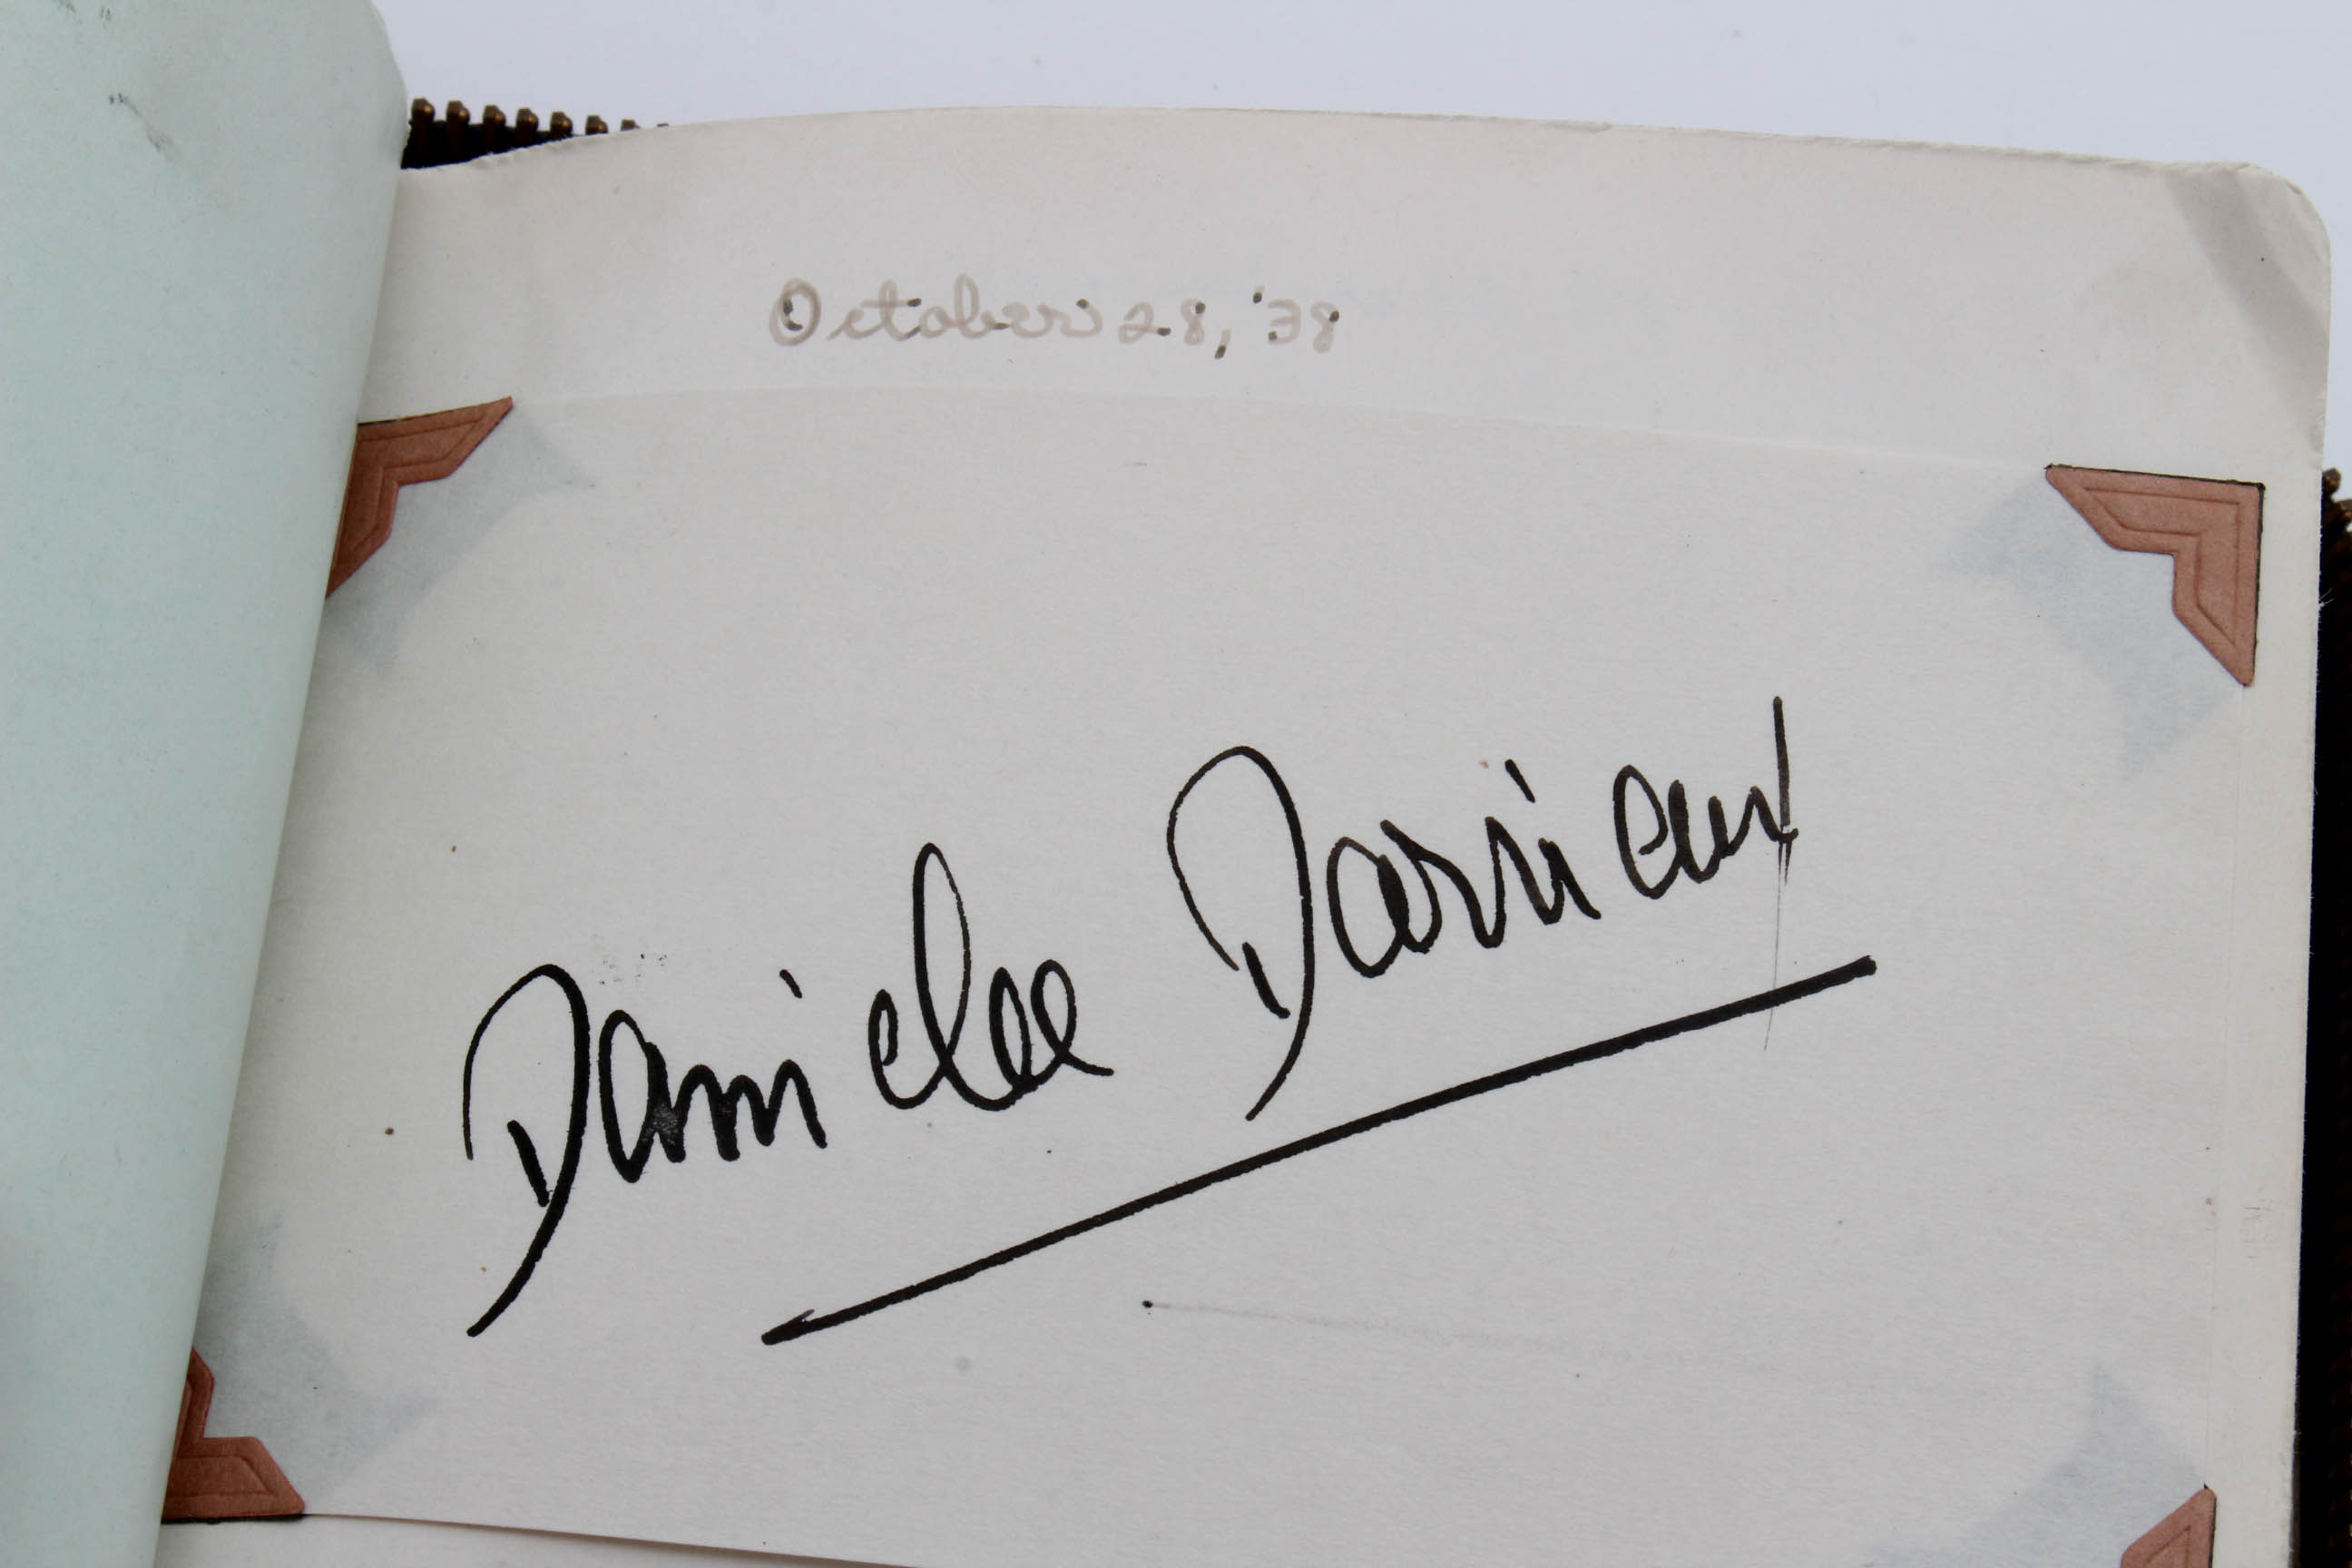 October 28, '38
Danielle Darrieux